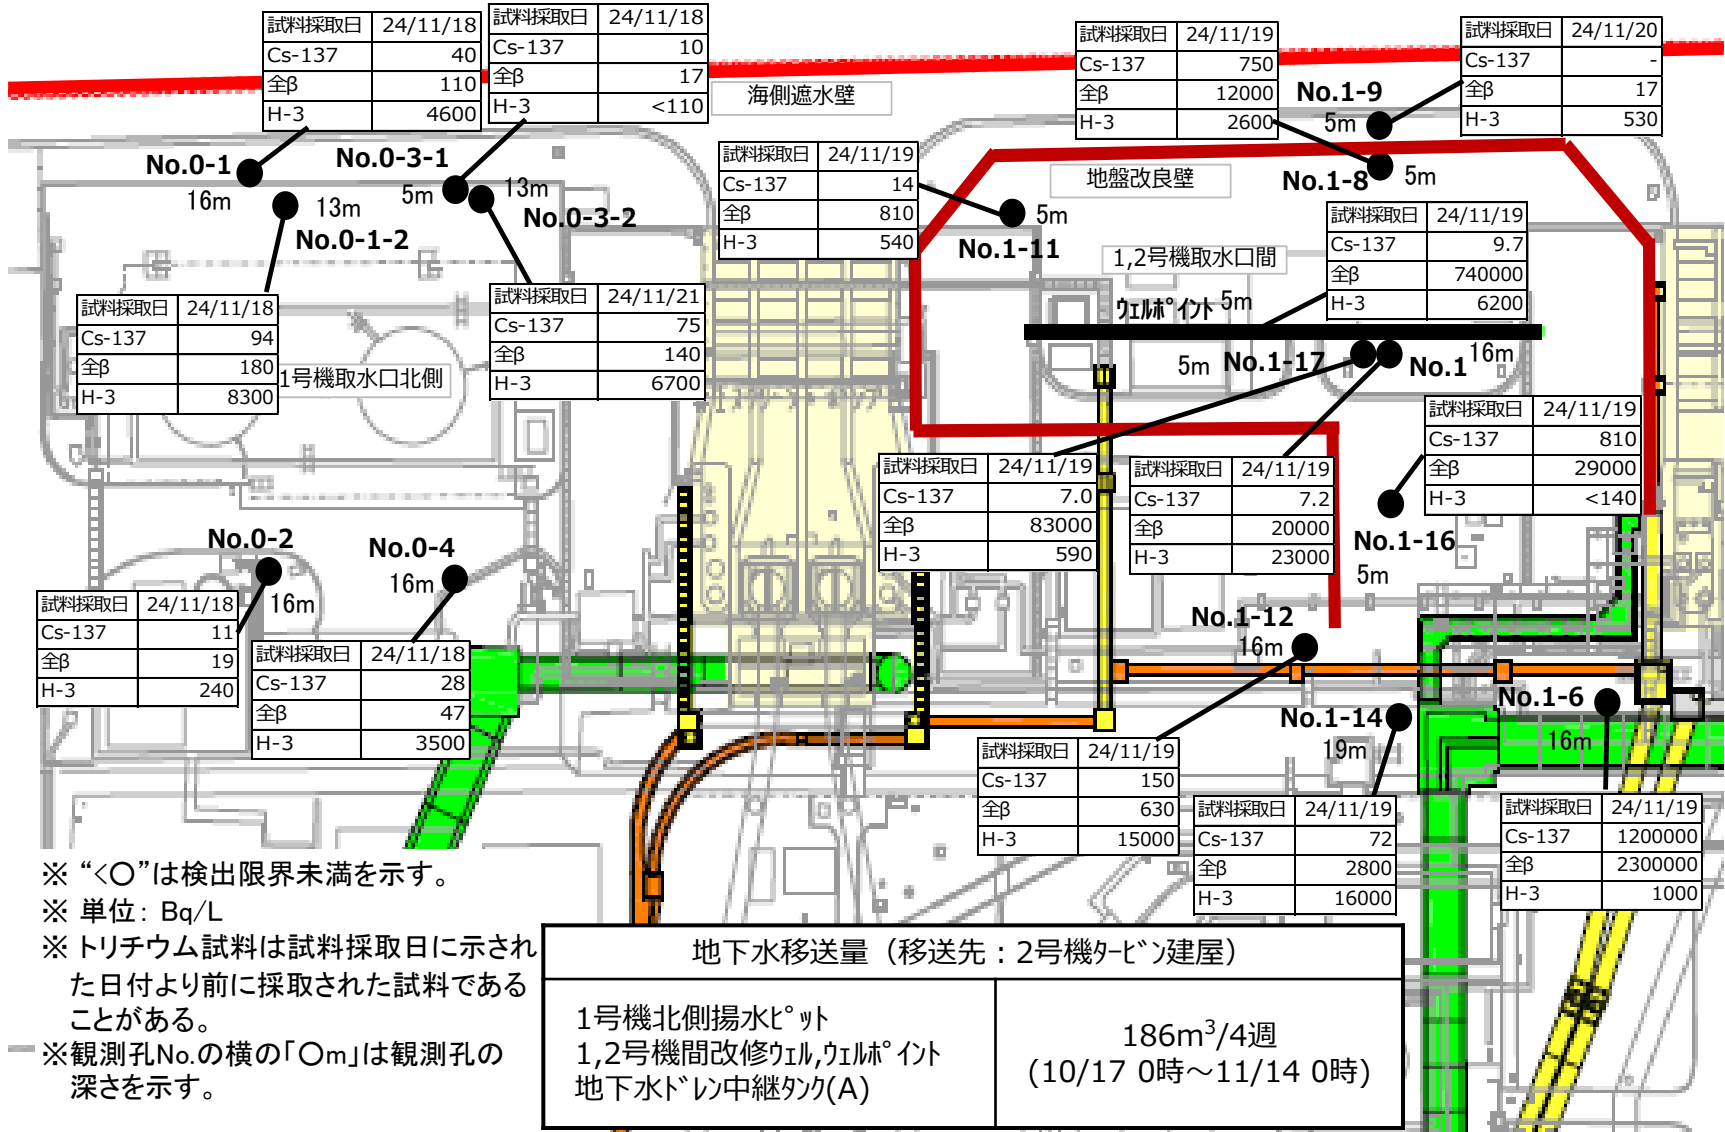 試料採取日 24/11/18
Cs-137 40
全β 110
H-3 4600
試料採取日 24/11/18
Cs-137 10
全β 17
H-3 <110
海側遮水壁
試料採取日 24/11/19
Cs-137 750
全β 12000
H-3 2600
No.1-9
5m
試料採取日 24/11/20
Cs-137 -
全β 17
H-3 530
No.0-1
16m
No.0-3-1
5m
13m
No.0-3-2
13m
No.0-1-2
試料採取日 24/11/19
Cs-137 14
全β 810
H-3 540
5m
No.1-11
地盤改良壁
No.1-8
5m
1,2号機取水口間
試料採取日 24/11/19
Cs-137 9.7
全β 740000
H-3 6200
ウェルポイント 5m
試料採取日 24/11/18
Cs-137 94
全β 180
H-3 8300
1号機取水口北側
試料採取日 24/11/21
Cs-137 75
全β 140
H-3 6700
5m No.1-17
No.1
16m
試料採取日 24/11/19
Cs-137 810
全β 29000
H-3 <140
試料採取日 24/11/19
Cs-137 7.0
全β 83000
H-3 590
試料採取日 24/11/19
Cs-137 7.2
全β 20000
H-3 23000
No.1-16
5m
No.0-2
16m
No.0-4
16m
試料採取日 24/11/18
Cs-137 11
全β 19
H-3 240
試料採取日 24/11/18
Cs-137 28
全β 47
H-3 3500
No.1-12
16m
No.1-14
19m
No.1-6
16m
試料採取日 24/11/19
Cs-137 150
全β 630
H-3 15000
試料採取日 24/11/19
Cs-137 72
全β 2800
H-3 16000
試料採取日 24/11/19
Cs-137 1200000
全β 2300000
H-3 1000
※ “<○”は検出限界未満を示す。
※ 単位: Bq/L
※ トリチウム試料は試料採取日に示され
た日付より前に採取された試料である
ことがある。
※観測孔No.の横の「○m」は観測孔の
深さを示す。
地下水移送量（移送先：2号機タービン建屋）
1号機北側揚水ピット
1,2号機間改修ウェル,ウェルポイント
地下水ドレン中継タンク(A)
186m³/4週
(10/17 0時～11/14 0時)